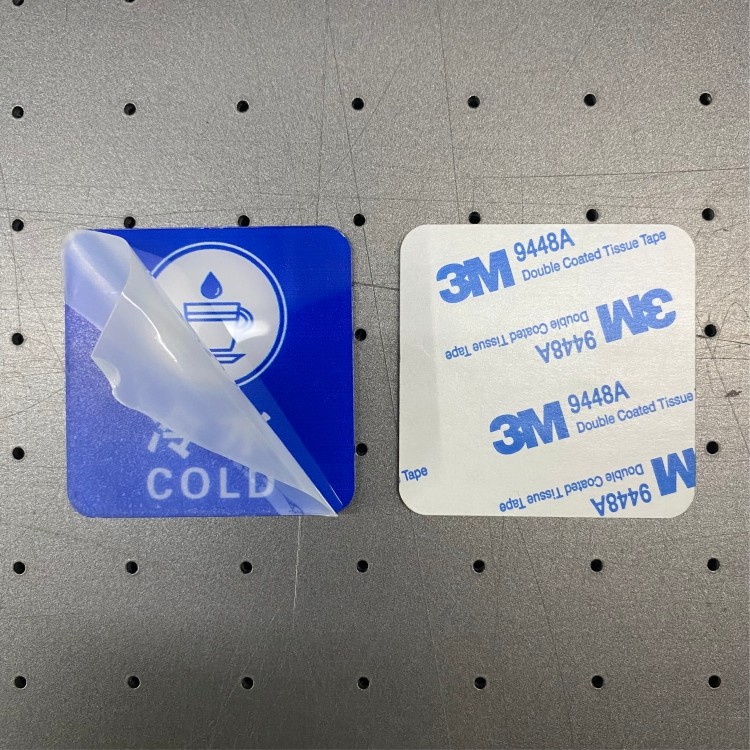 COLD
3M 9448A
Double Coated Tissue Tape
3M 9448A
Double Coated Tissue Tape
3M 9448A
Double Coated Tissue
Tape
9448A
Double Coated Tissue Tape